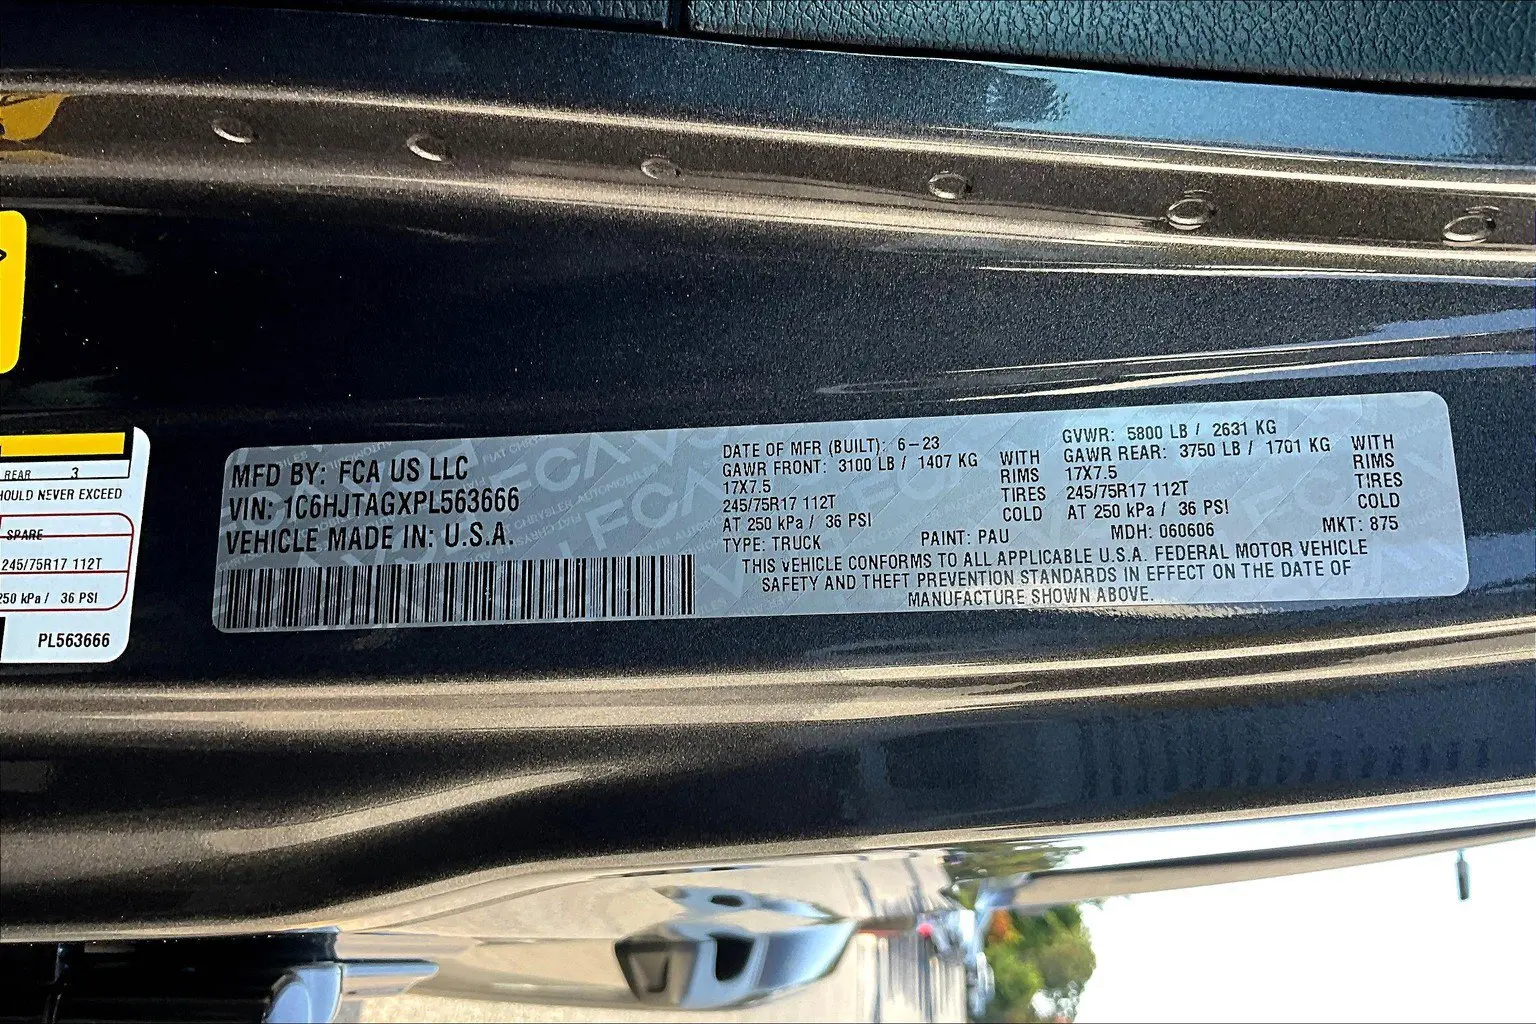 REAR 3
HOULD NEVER EXCEED
SPARE
245/75R17 112T
250 kPa / 36 PSI
PL563666
MFD BY: FCA US LLC
VIN: 1C6HJTAGXPL563666
VEHICLE MADE IN: U.S.A.
DATE OF MFR (BUILT): 6-23
GAWR FRONT: 3100 LB / 1407 KG WITH
17X7.5 RIMS
245/75R17 112T TIRES
AT 250 kPa / 36 PSI COLD
GVWR: 5800 LB / 2631 KG
GAWR REAR: 3750 LB / 1701 KG WITH
17X7.5 RIMS
245/75R17 112T TIRES
AT 250 kPa / 36 PSI COLD
TYPE: TRUCK PAINT: PAU MDH: 060606 MKT: 875
THIS VEHICLE CONFORMS TO ALL APPLICABLE U.S.A. FEDERAL MOTOR VEHICLE
SAFETY AND THEFT PREVENTION STANDARDS IN EFFECT ON THE DATE OF
MANUFACTURE SHOWN ABOVE.